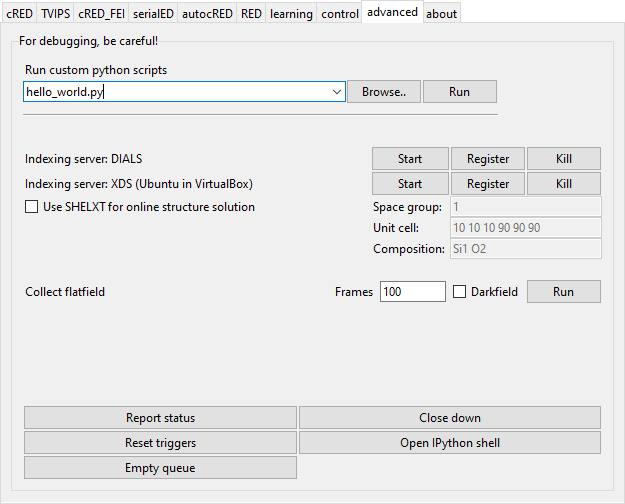 cRED TVIPS cRED_FEI serialED autocRED RED learning control advanced about
For debugging, be careful!
Run custom python scripts
hello_world.py Browse.. Run
Indexing server: DIALS Start Register Kill
Indexing server: XDS (Ubuntu in VirtualBox) Start Register Kill
Use SHELXT for online structure solution Space group: 1
Unit cell: 10 10 10 90 90 90
Composition: Si1 O2
Collect flatfield Frames 100 Darkfield Run
Report status Close down
Reset triggers Open IPython shell
Empty queue